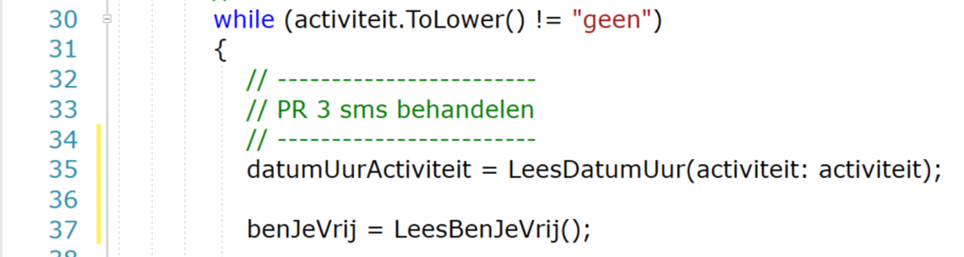 30 while (activiteit.ToLower() != "geen")
31 {
32 // ------------------------
33 // PR 3 sms behandelen
34 // ------------------------
35 datumUurActiviteit = LeesDatumUur(activiteit: activiteit);
36
37 benJeVrij = LeesBenJeVrij();